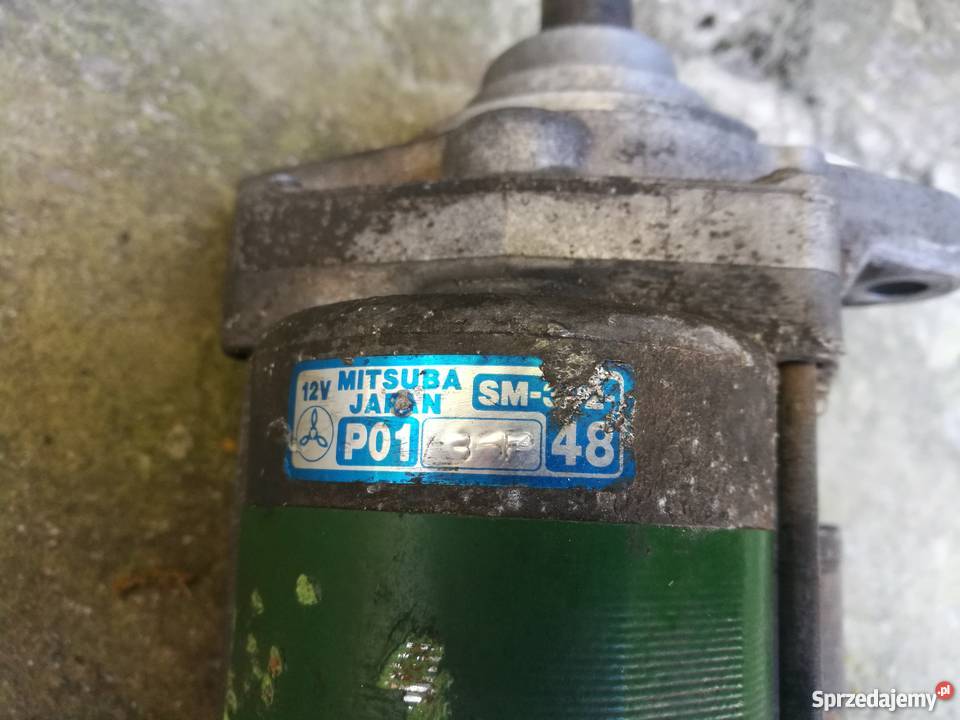 12V MITSUBA
JAPAN
P01
48
Sprzedajemy.pl